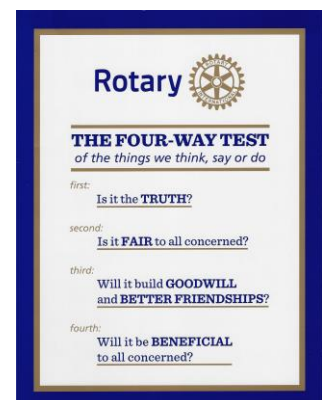 Rotary
ROTARY
INTERNATIONAL
THE FOUR-WAY TEST
of the things we think, say or do
first:
Is it the TRUTH?
second:
Is it FAIR to all concerned?
third:
Will it build GOODWILL
and BETTER FRIENDSHIPS?
fourth:
Will it be BENEFICIAL
to all concerned?